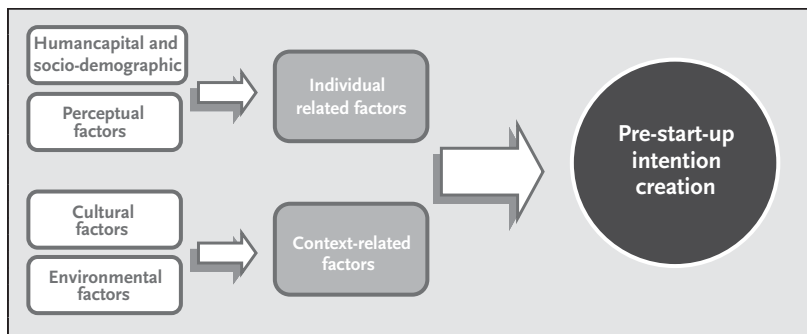 Humancapital and
socio-demographic
Perceptual
factors
Individual
related factors
Cultural
factors
Environmental
factors
Context-related
factors
Pre-start-up
intention
creation